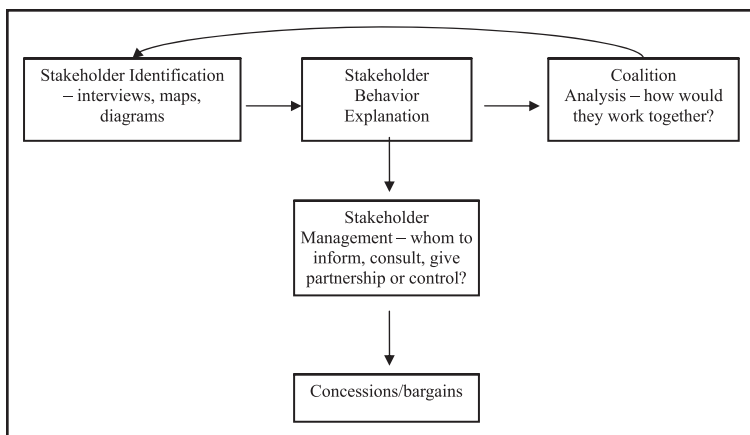 Stakeholder Identification
– interviews, maps,
diagrams
Stakeholder
Behavior
Explanation
Coalition
Analysis – how would
they work together?
Stakeholder
Management – whom to
inform, consult, give
partnership or control?
Concessions/bargains